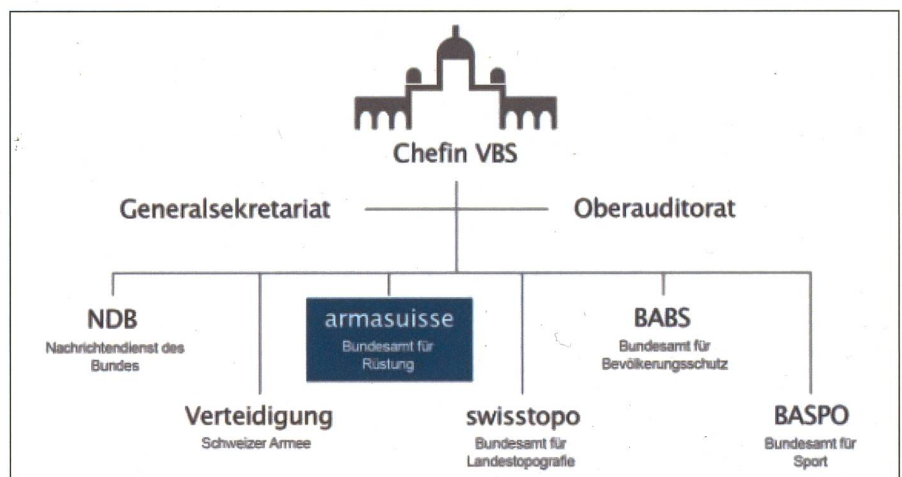 Chefin VBS
Generalsekretariat
Oberauditorat
NDB
Nachrichtendienst des
Bundes
armasuisse
Bundesamt für
Rüstung
BABS
Bundesamt für
Bevölkerungsschutz
Verteidigung
Schweizer Armee
swisstopo
Bundesamt für
Landestopografie
BASPO
Bundesamt für
Sport